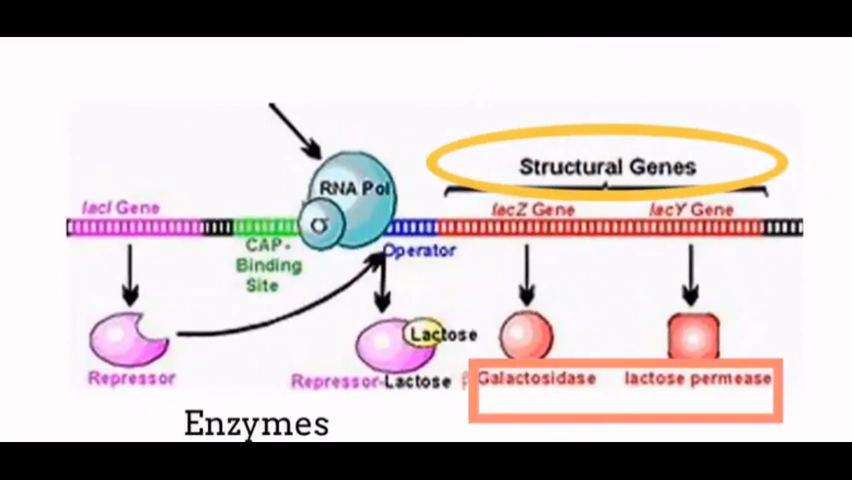 Structural Genes
RNA Pol
lacI Gene
lacZ Gene
lacY Gene
σ
CAP-
Binding
Site
Operator
Lactose
Repressor
Repressor-Lactose
β Galactosidase
lactose permease
Enzymes